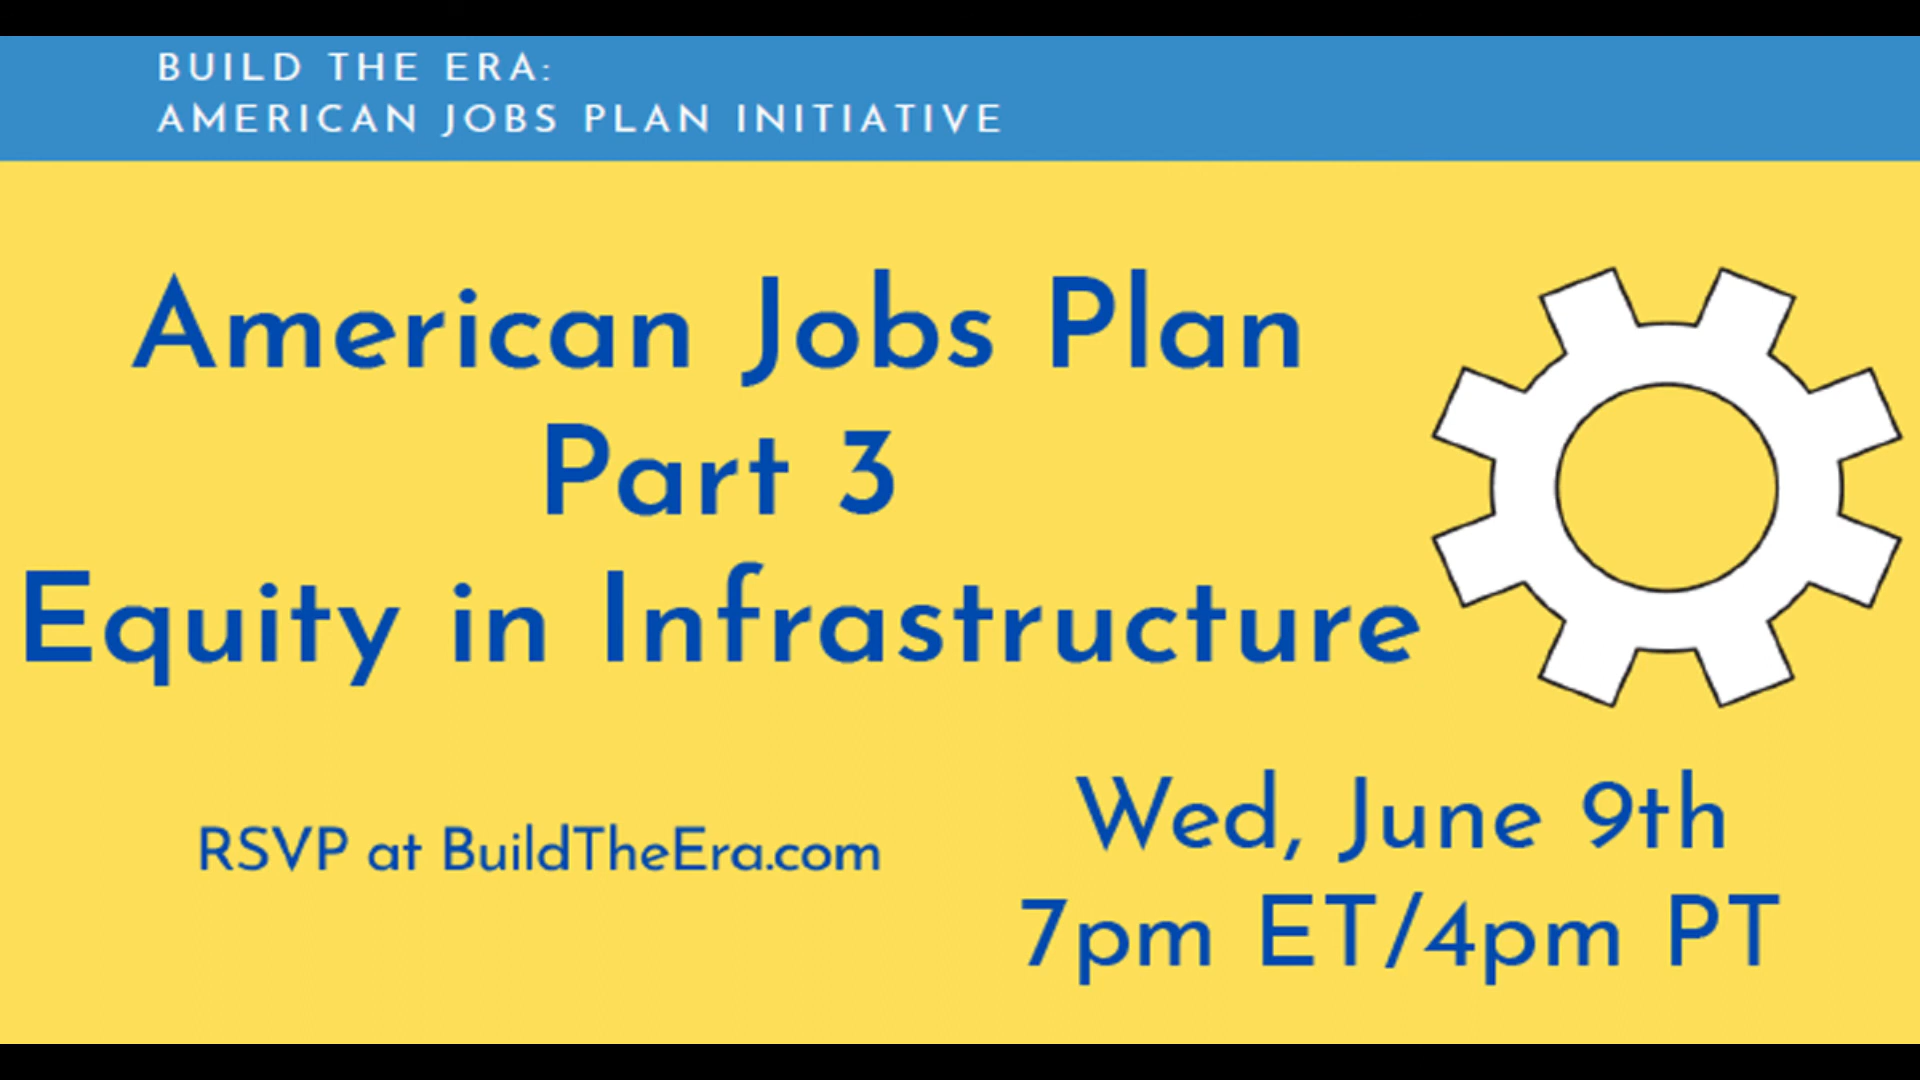 BUILD THE ERA:
AMERICAN JOBS PLAN INITIATIVE
American Jobs Plan
Part 3
Equity in Infrastructure
RSVP at BuildTheEra.com
Wed, June 9th
7pm ET/4pm PT